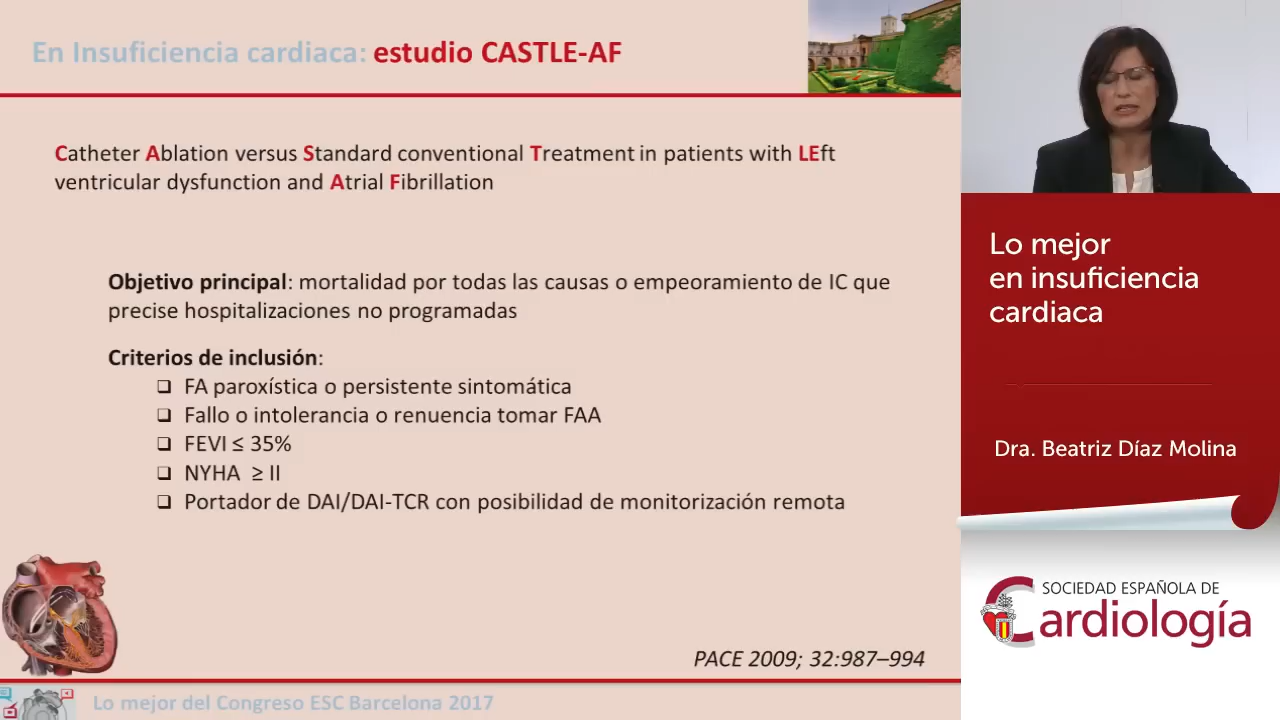 En Insuficiencia cardiaca: estudio CASTLE-AF
Catheter Ablation versus Standard conventional Treatment in patients with LEft
ventricular dysfunction and Atrial Fibrillation
Objetivo principal: mortalidad por todas las causas o empeoramiento de IC que
precise hospitalizaciones no programadas
Criterios de inclusión:
❑ FA paroxística o persistente sintomática
❑ Fallo o intolerancia o renuencia tomar FAA
❑ FEVI ≤ 35%
❑ NYHA ≥ II
❑ Portador de DAI/DAI-TCR con posibilidad de monitorización remota
PACE 2009; 32:987–994
Lo mejor del Congreso ESC Barcelona 2017
Lo mejor
en insuficiencia
cardiaca
Dra. Beatriz Díaz Molina
SOCIEDAD ESPAÑOLA DE
Cardiología